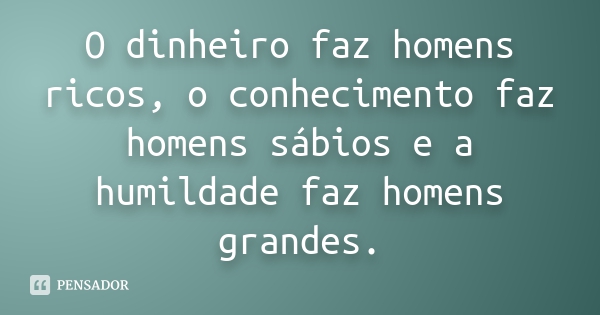 O dinheiro faz homens
ricos, o conhecimento faz
homens sábios e a
humildade faz homens
grandes.
PENSADOR